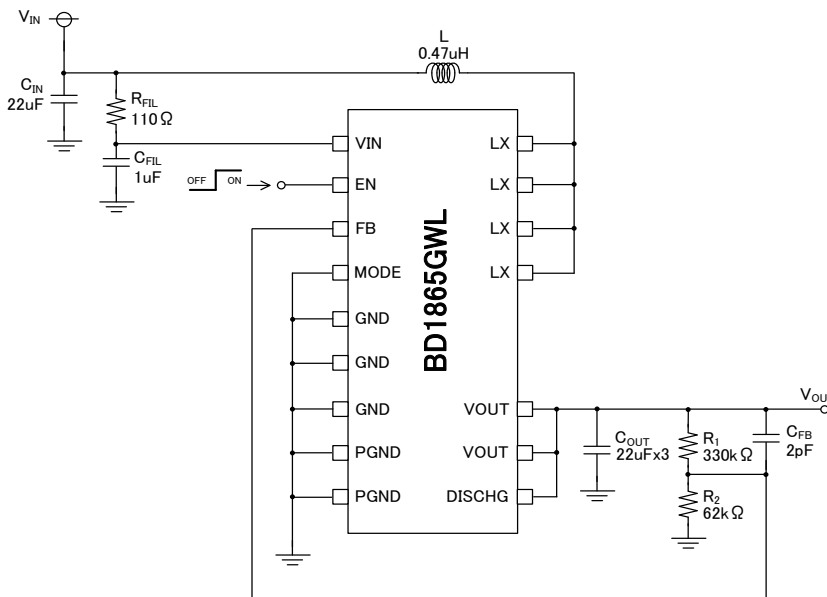 VIN
L
0.47uH
CIN
22uF
RFIL
110Ω
CFIL
1uF
OFF ON
VIN
EN
FB
MODE
GND
GND
GND
PGND
PGND
BD1865GWL
LX
LX
LX
LX
VOUT
VOUT
DISCHG
COUT
22uFx3
R1
330kΩ
R2
62kΩ
CFB
2pF
VOU